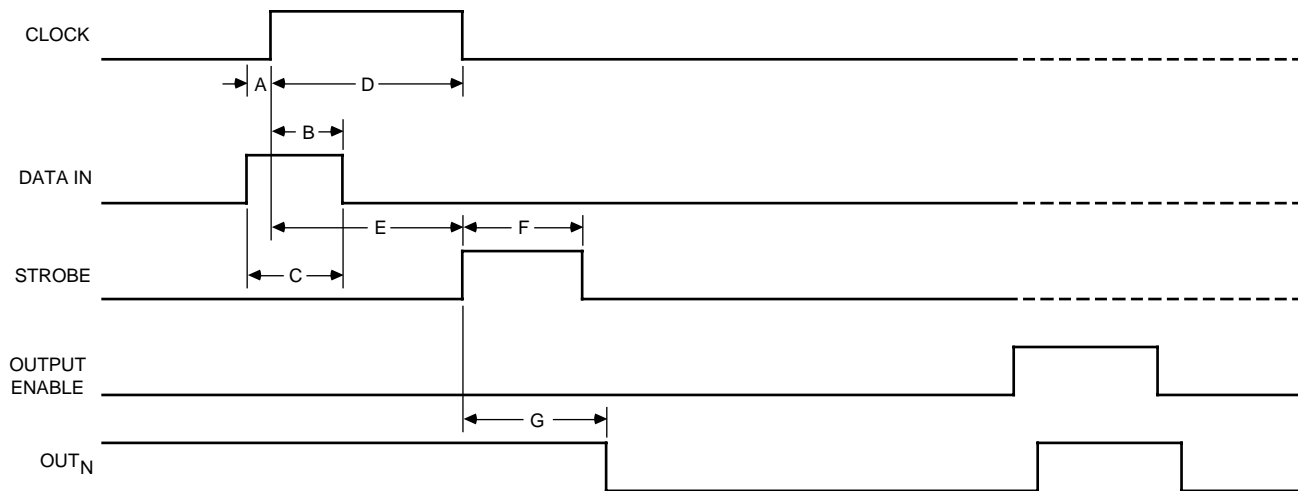 CLOCK
A
D
B
DATA IN
E
F
C
STROBE
OUTPUT
ENABLE
G
OUTN